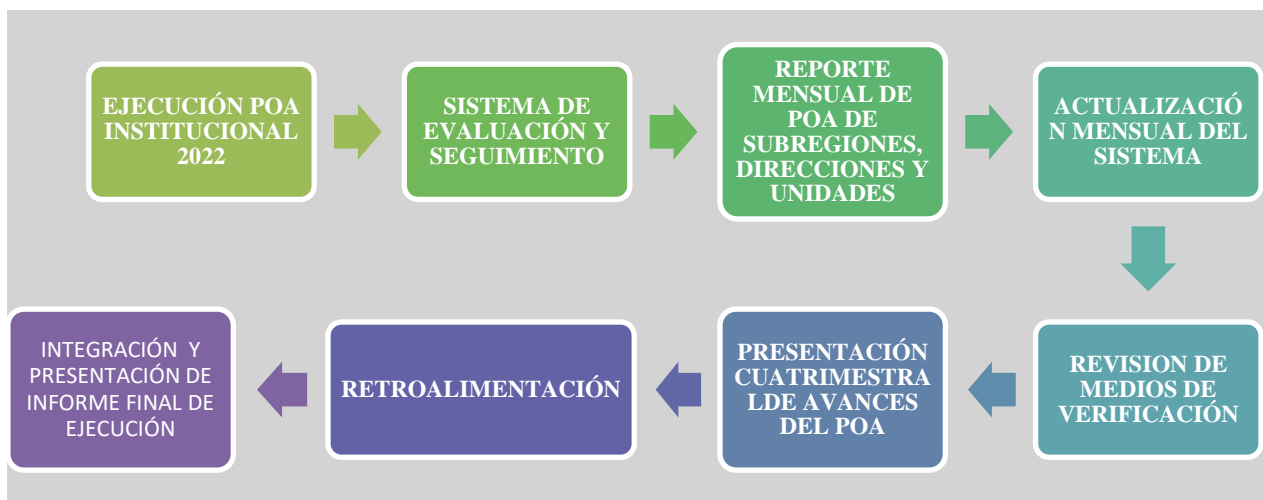 EJECUCIÓN POA
INSTITUCIONAL
2022
SISTEMA DE
EVALUACIÓN Y
SEGUIMIENTO
REPORTE
MENSUAL DE
POA DE
SUBREGIONES,
DIRECCIONES Y
UNIDADES
ACTUALIZACIÓ
N MENSUAL DEL
SISTEMA
REVISION DE
MEDIOS DE
VERIFICACIÓN
PRESENTACIÓN
CUATRIMESTRA
LDE AVANCES
DEL POA
RETROALIMENTACIÓN
INTEGRACIÓN Y
PRESENTACIÓN DE
INFORME FINAL DE
EJECUCIÓN